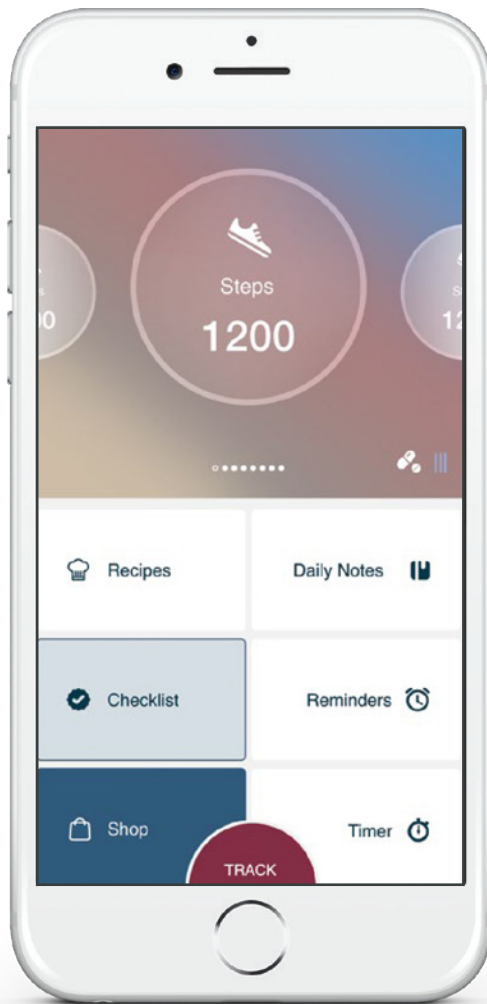 Steps
1200
Recipes
Daily Notes
Checklist
Reminders
Shop
Timer
TRACK